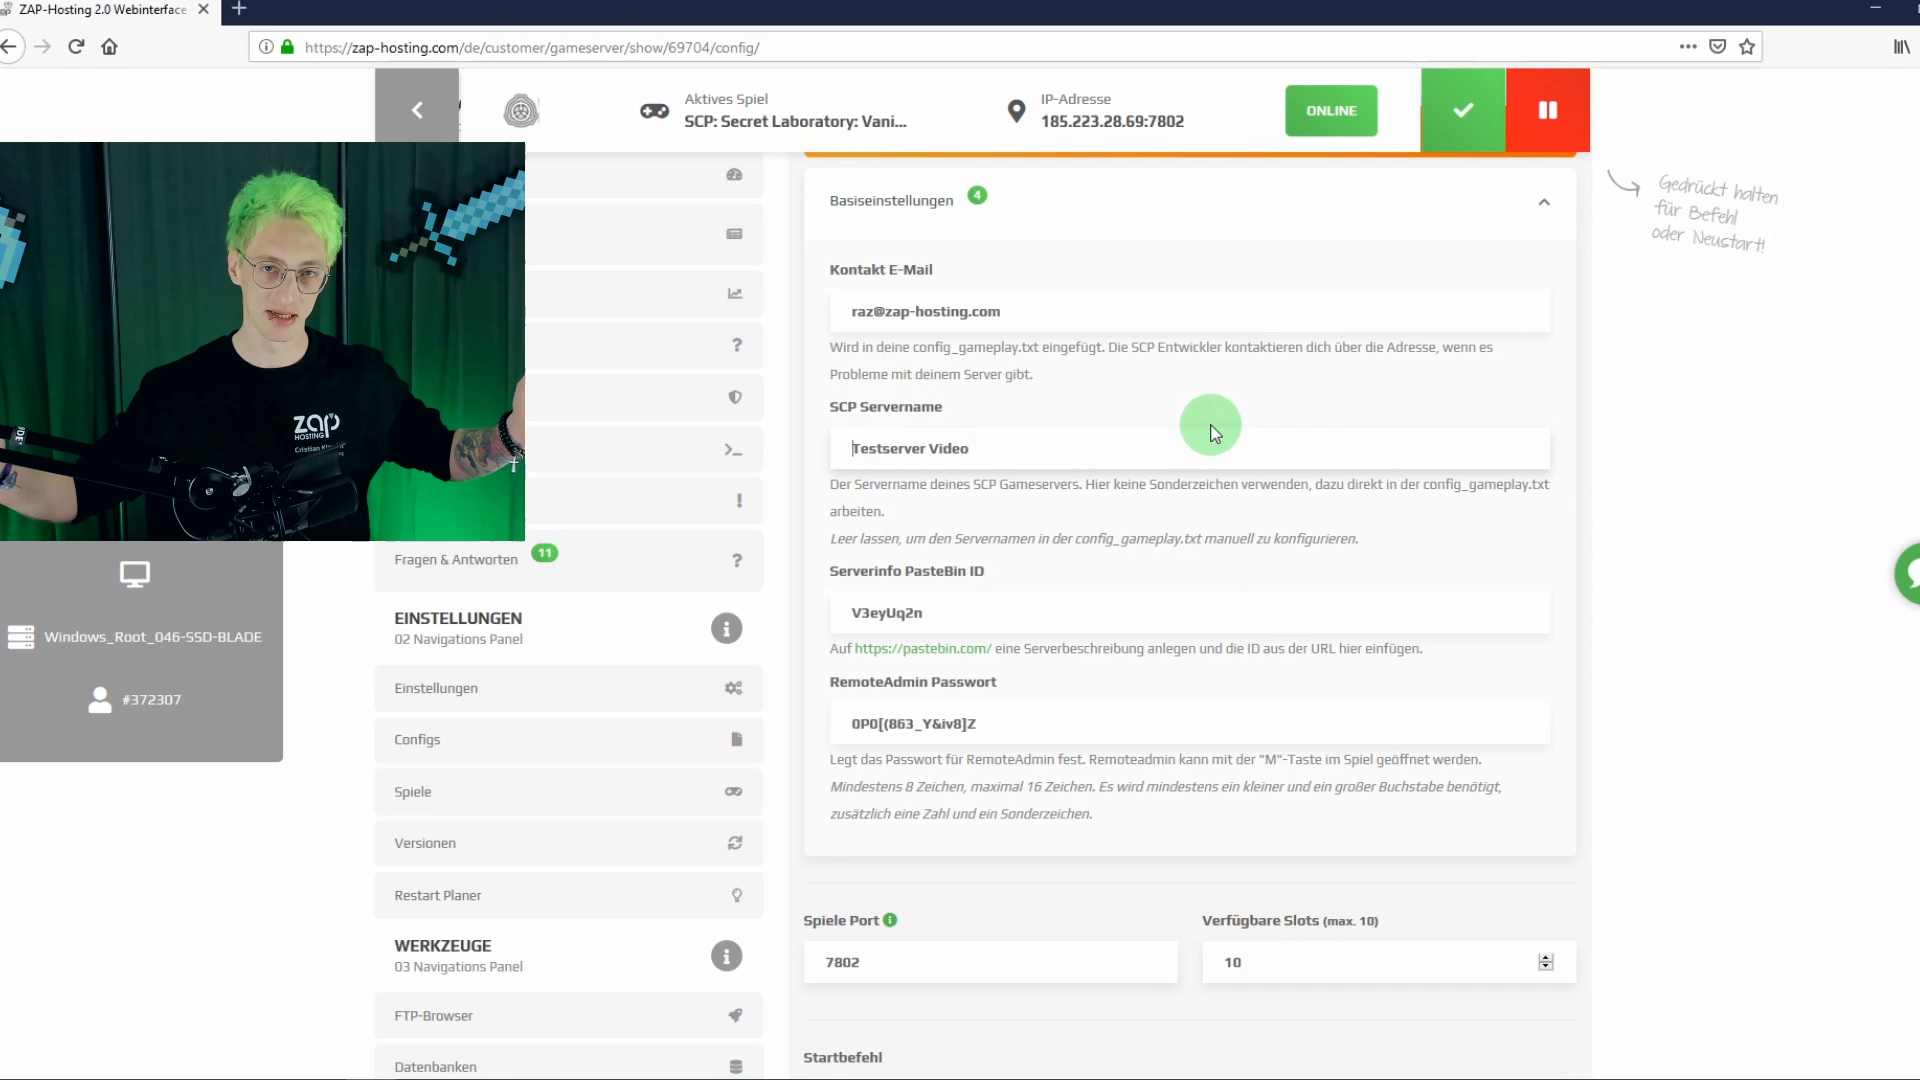 ZAP-Hosting 2.0 Webinterface
https://zap-hosting.com/de/customer/gameserver/show/69704/config/
Aktives Spiel
SCP: Secret Laboratory: Vani...
IP-Adresse
185.223.28.69:7802
ONLINE
Gedrückt halten
für Befehl
oder Neustart!
Basiseinstellungen 4
Kontakt E-Mail
raz@zap-hosting.com
Wird in deine config_gameplay.txt eingefügt. Die SCP Entwickler kontaktieren dich über die Adresse, wenn es
Probleme mit deinem Server gibt.
SCP Servername
Testserver Video
Der Servername deines SCP Gameservers. Hier keine Sonderzeichen verwenden, dazu direkt in der config_gameplay.txt
arbeiten.
Leer lassen, um den Servernamen in der config_gameplay.txt manuell zu konfigurieren.
Serverinfo PasteBin ID
V3eyUq2n
Auf https://pastebin.com/ eine Serverbeschreibung anlegen und die ID aus der URL hier einfügen.
RemoteAdmin Passwort
0P0[(863_Y&iv8]Z
Legt das Passwort für RemoteAdmin fest. Remoteadmin kann mit der "M"-Taste im Spiel geöffnet werden.
Mindestens 8 Zeichen, maximal 16 Zeichen. Es wird mindestens ein kleiner und ein großer Buchstabe benötigt,
zusätzlich eine Zahl und ein Sonderzeichen.
Spiele Port
7802
Verfügbare Slots (max. 10)
10
Startbefehl
zap
HOSTING
Cristian
Windows_Root_046-SSD-BLADE
#372307
Fragen & Antworten 11
EINSTELLUNGEN
02 Navigations Panel
Einstellungen
Configs
Spiele
Versionen
Restart Planer
WERKZEUGE
03 Navigations Panel
FTP-Browser
Datenbanken